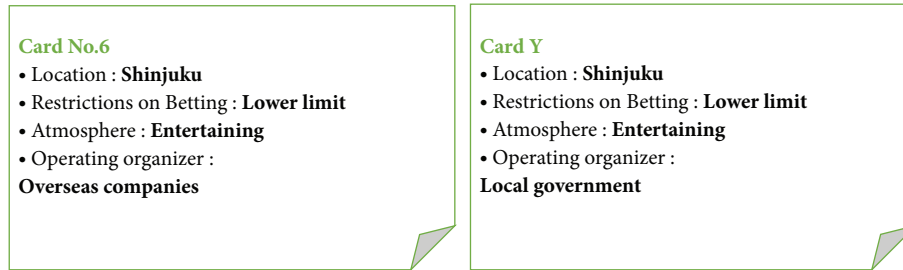 Card No.6
• Location : Shinjuku
• Restrictions on Betting : Lower limit
• Atmosphere : Entertaining
• Operating organizer :
Overseas companies
Card Y
• Location : Shinjuku
• Restrictions on Betting : Lower limit
• Atmosphere : Entertaining
• Operating organizer :
Local government